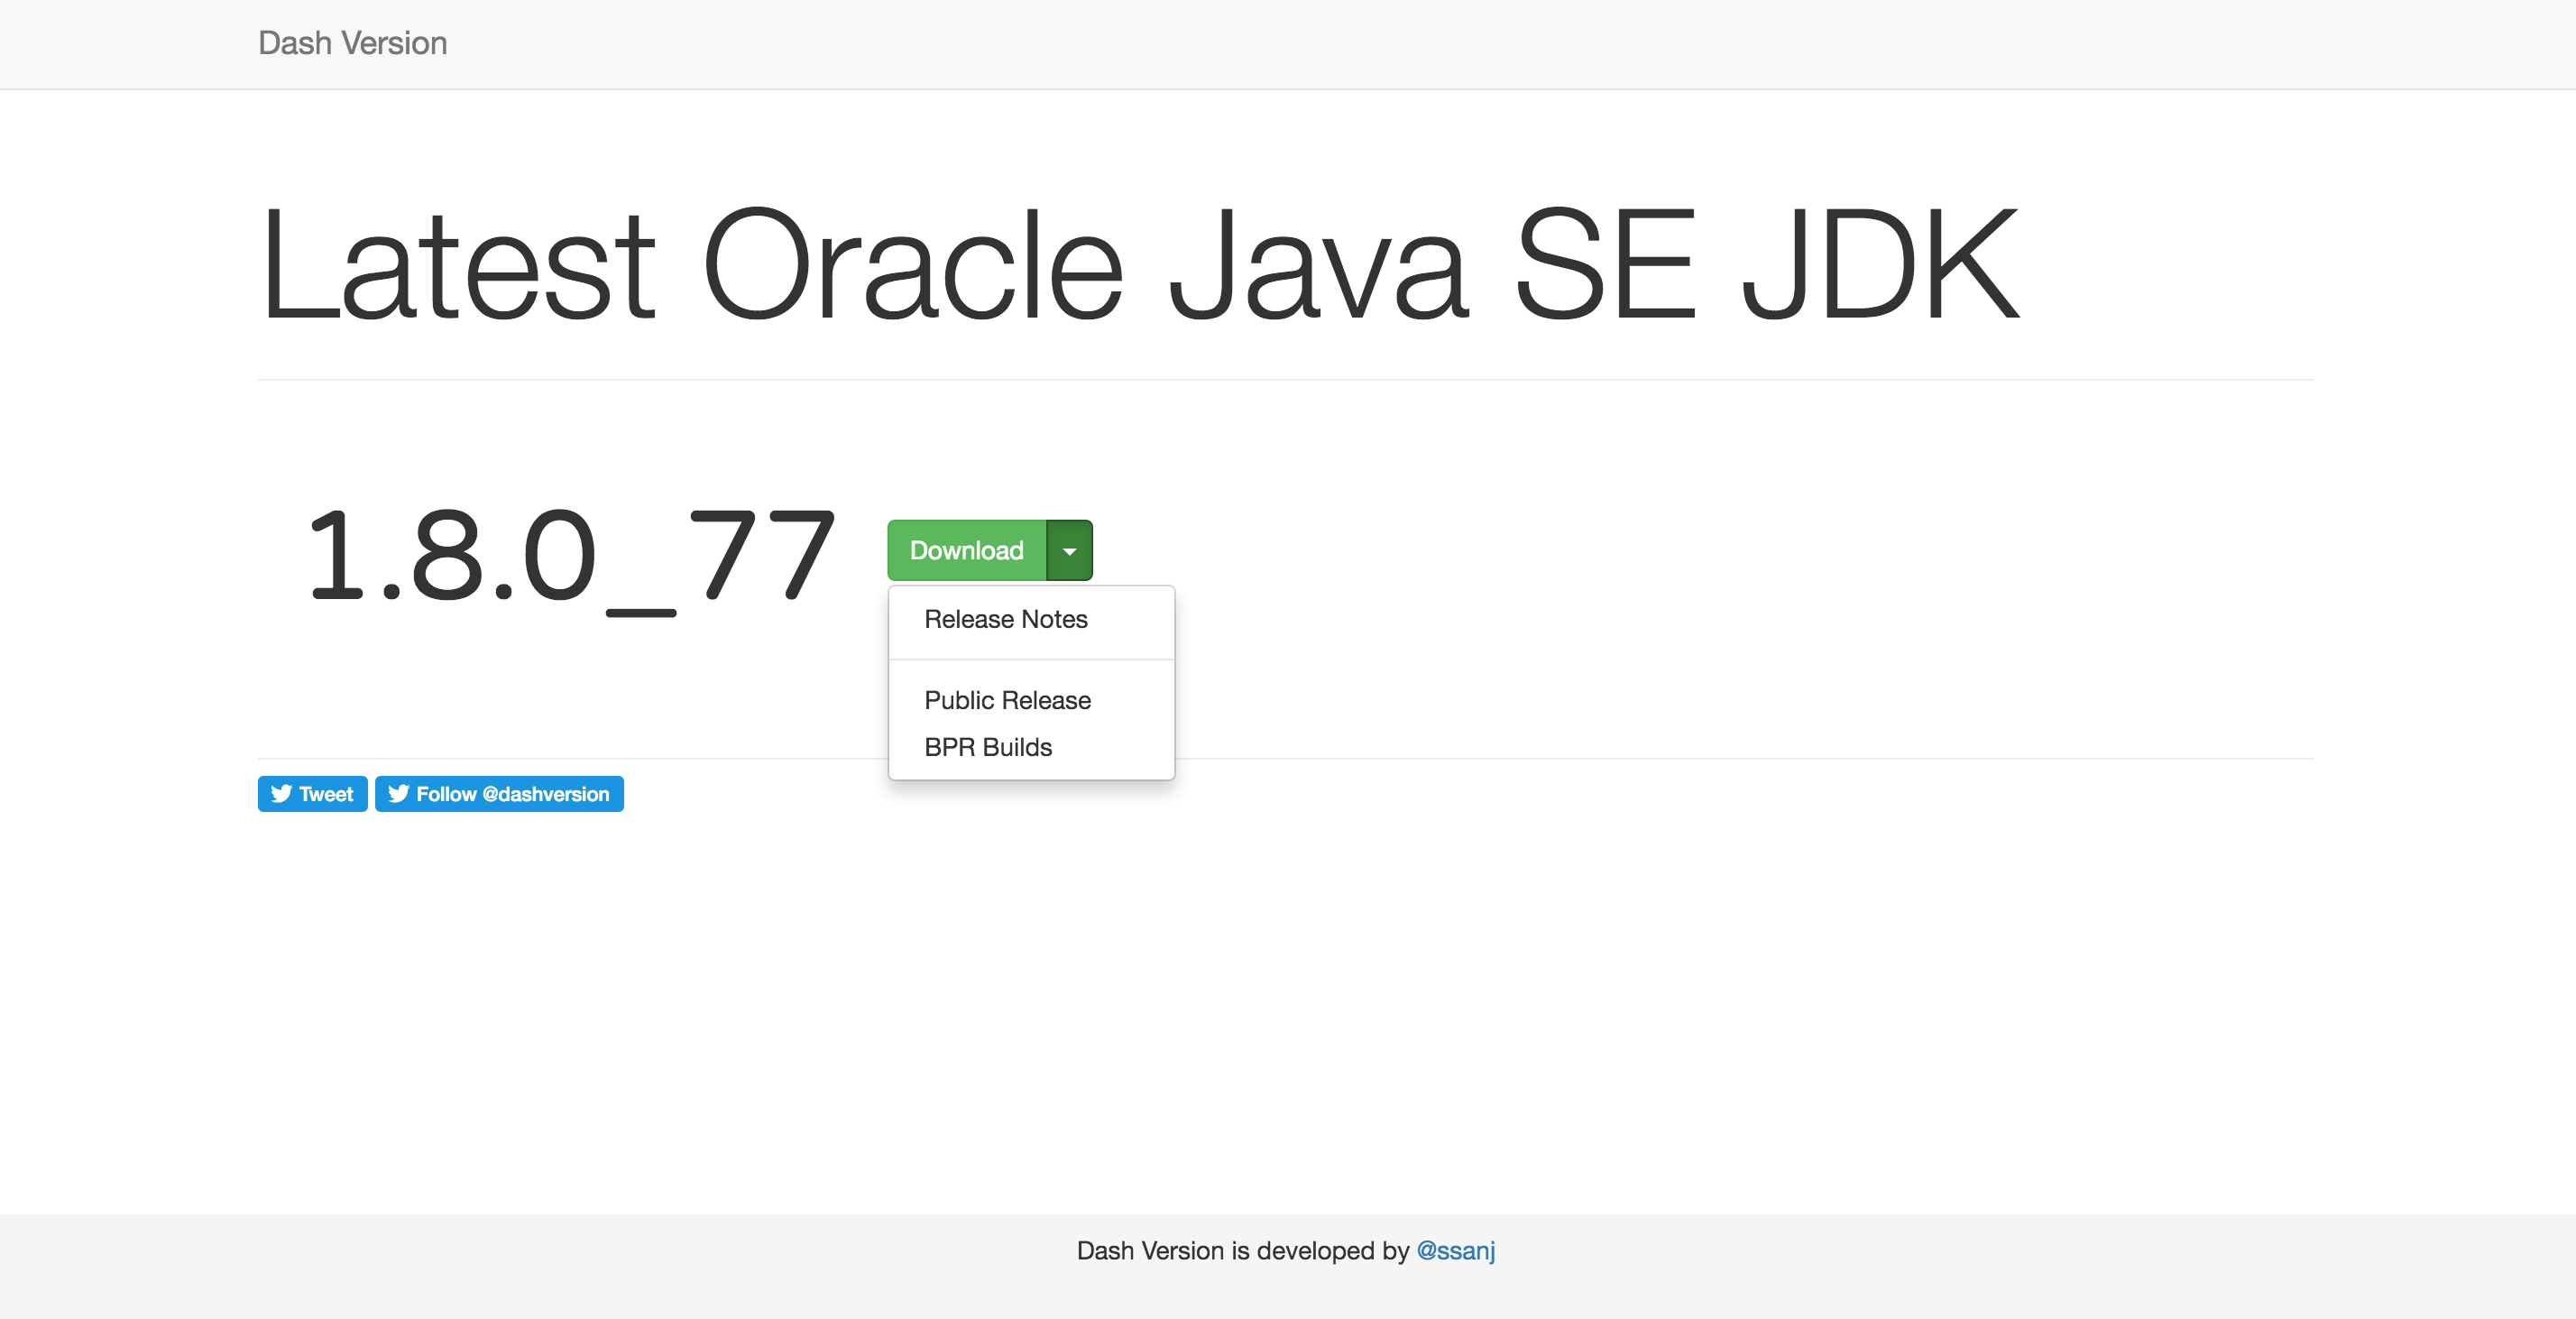 Dash Version
Latest Oracle Java SE JDK
1.8.0_77
Download
Release Notes
Public Release
BPR Builds
Tweet Follow @dashversion
Dash Version is developed by @ssanj